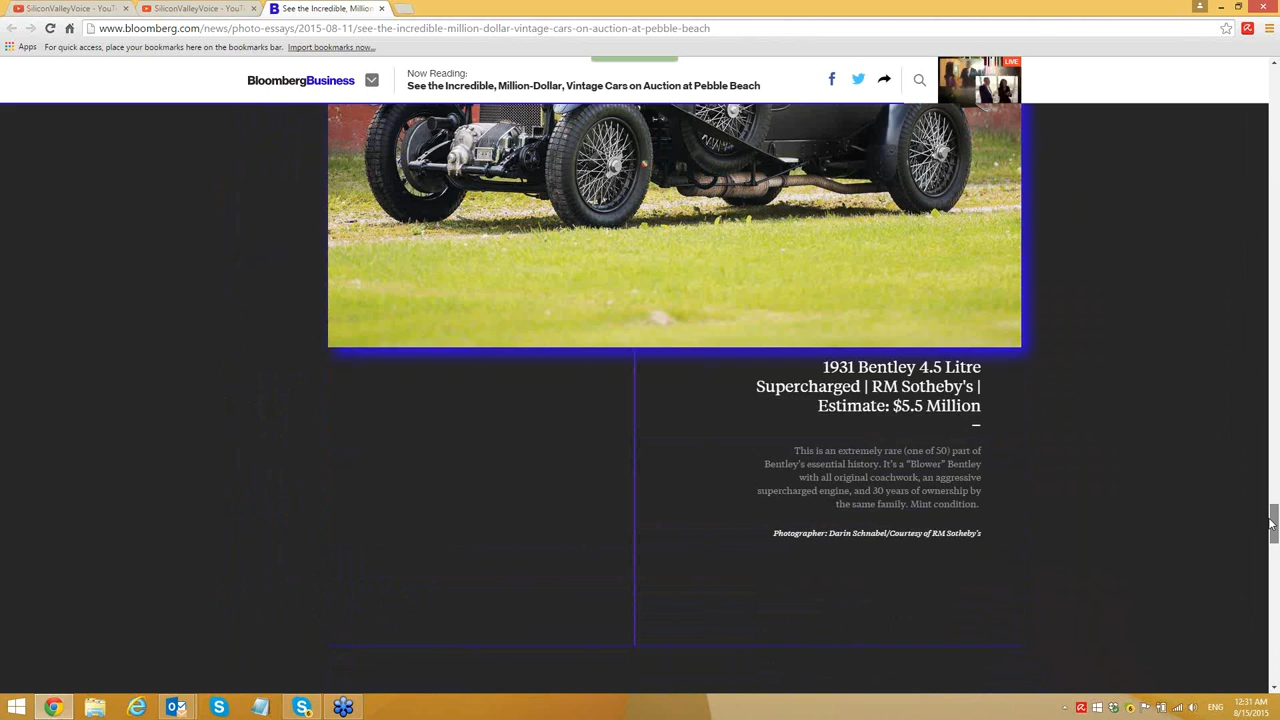 SiliconValleyVoice - YouTu
SiliconValleyVoice - YouTu
See the Incredible, Million
www.bloomberg.com/news/photo-essays/2015-08-11/see-the-incredible-million-dollar-vintage-cars-on-auction-at-pebble-beach
Apps
For quick access, place your bookmarks here on the bookmarks bar. Import bookmarks now...
BloombergBusiness
Now Reading:
See the Incredible, Million-Dollar, Vintage Cars on Auction at Pebble Beach
LIVE
1931 Bentley 4.5 Litre
Supercharged | RM Sotheby's |
Estimate: $5.5 Million
–
This is an extremely rare (one of 50) part of
Bentley's essential history. It's a "Blower" Bentley
with all original coachwork, an aggressive
supercharged engine, and 30 years of ownership by
the same family. Mint condition.
Photographer: Darin Schnabel/Courtesy of RM Sotheby's
ENG
12:31 AM
8/15/2015